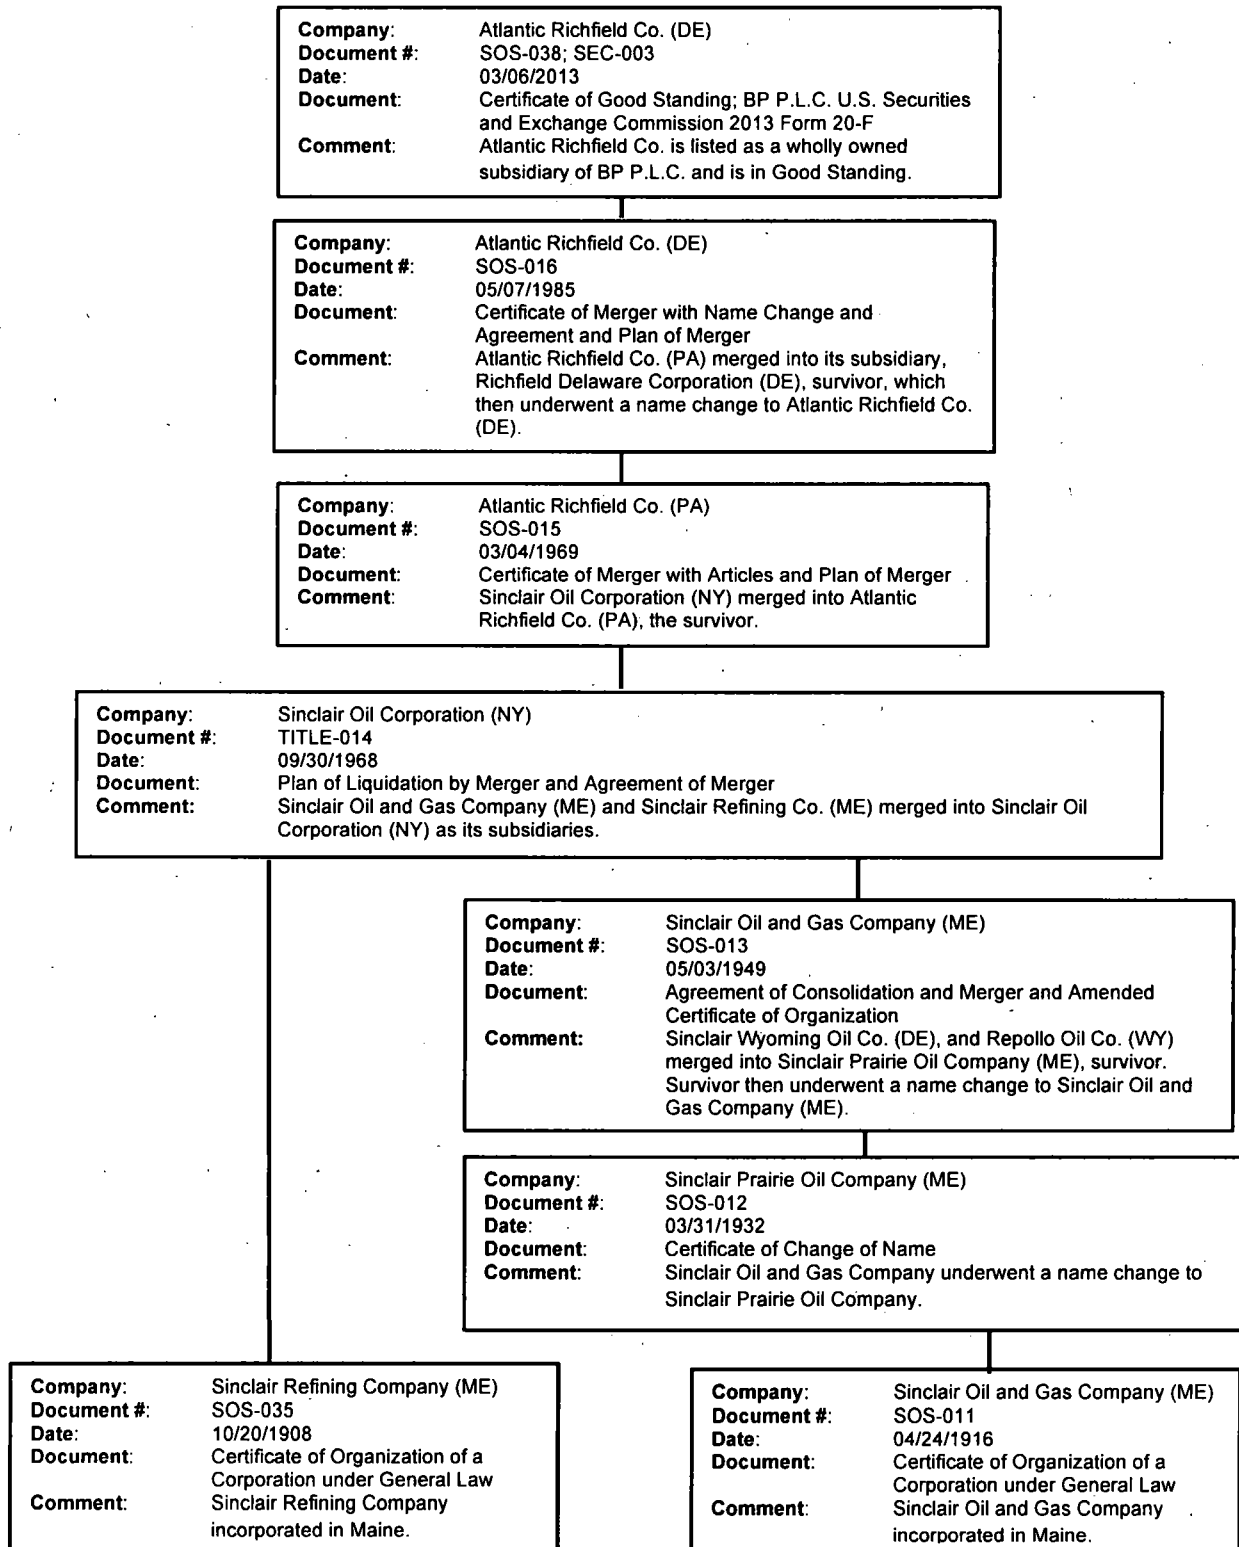 Company: Atlantic Richfield Co. (DE)
Document #: SOS-038; SEC-003
Date: 03/06/2013
Document: Certificate of Good Standing; BP P.L.C. U.S. Securities
and Exchange Commission 2013 Form 20-F
Comment: Atlantic Richfield Co. is listed as a wholly owned
subsidiary of BP P.L.C. and is in Good Standing.
Company: Atlantic Richfield Co. (DE)
Document #: SOS-016
Date: 05/07/1985
Document: Certificate of Merger with Name Change and
Agreement and Plan of Merger
Comment: Atlantic Richfield Co. (PA) merged into its subsidiary,
Richfield Delaware Corporation (DE), survivor, which
then underwent a name change to Atlantic Richfield Co.
(DE).
Company: Atlantic Richfield Co. (PA)
Document #: SOS-015
Date: 03/04/1969
Document: Certificate of Merger with Articles and Plan of Merger
Comment: Sinclair Oil Corporation (NY) merged into Atlantic
Richfield Co. (PA), the survivor.
Company: Sinclair Oil Corporation (NY)
Document #: TITLE-014
Date: 09/30/1968
Document: Plan of Liquidation by Merger and Agreement of Merger
Comment: Sinclair Oil and Gas Company (ME) and Sinclair Refining Co. (ME) merged into Sinclair Oil
Corporation (NY) as its subsidiaries.
Company: Sinclair Oil and Gas Company (ME)
Document #: SOS-013
Date: 05/03/1949
Document: Agreement of Consolidation and Merger and Amended
Certificate of Organization
Comment: Sinclair Wyoming Oil Co. (DE), and Repollo Oil Co. (WY)
merged into Sinclair Prairie Oil Company (ME), survivor.
Survivor then underwent a name change to Sinclair Oil and
Gas Company (ME).
Company: Sinclair Prairie Oil Company (ME)
Document #: SOS-012
Date: 03/31/1932
Document: Certificate of Change of Name
Comment: Sinclair Oil and Gas Company underwent a name change to
Sinclair Prairie Oil Company.
Company: Sinclair Refining Company (ME)
Document #: SOS-035
Date: 10/20/1908
Document: Certificate of Organization of a
Corporation under General Law
Comment: Sinclair Refining Company
incorporated in Maine.
Company: Sinclair Oil and Gas Company (ME)
Document #: SOS-011
Date: 04/24/1916
Document: Certificate of Organization of a
Corporation under General Law
Comment: Sinclair Oil and Gas Company
incorporated in Maine.